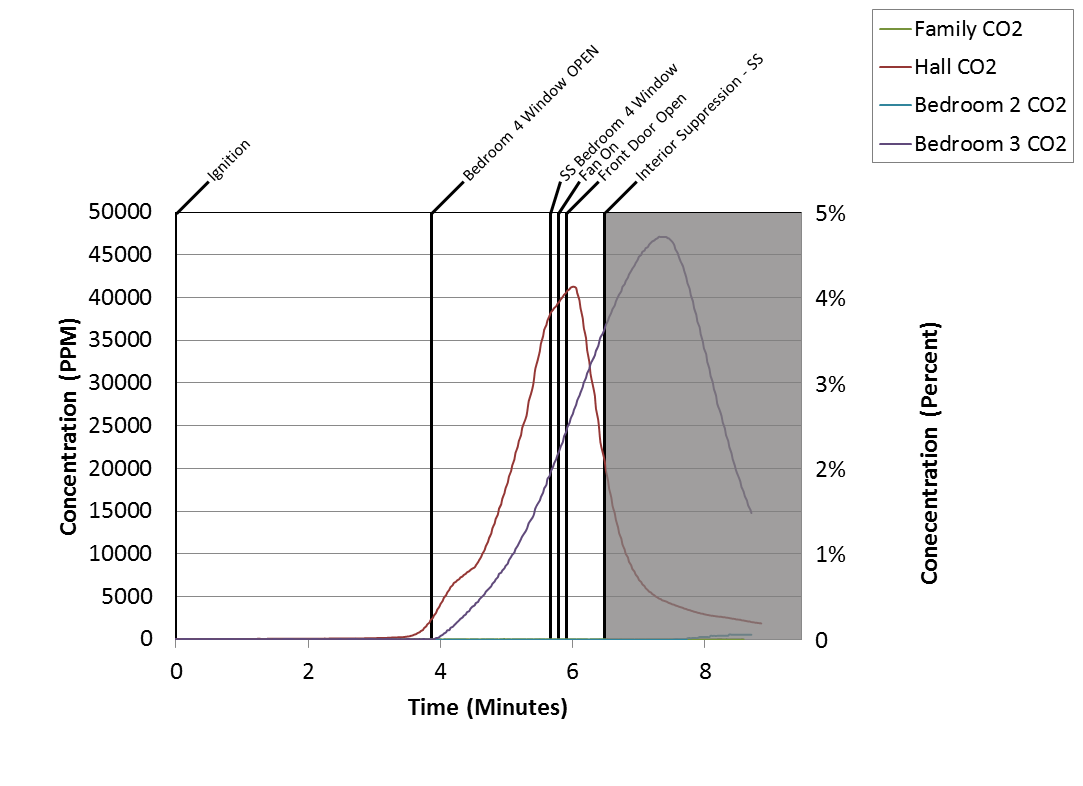 Family CO2
Hall CO2
Bedroom 2 CO2
Bedroom 3 CO2
Ignition
Bedroom 4 Window OPEN
SS Bedroom 4 Window
Fan On
Front Door Open
Interior Suppression - SS
50000
45000
40000
35000
30000
25000
20000
15000
10000
5000
0
Concentration (PPM)
5%
4%
3%
2%
1%
0
Conecentration (Percent)
0 2 4 6 8
Time (Minutes)